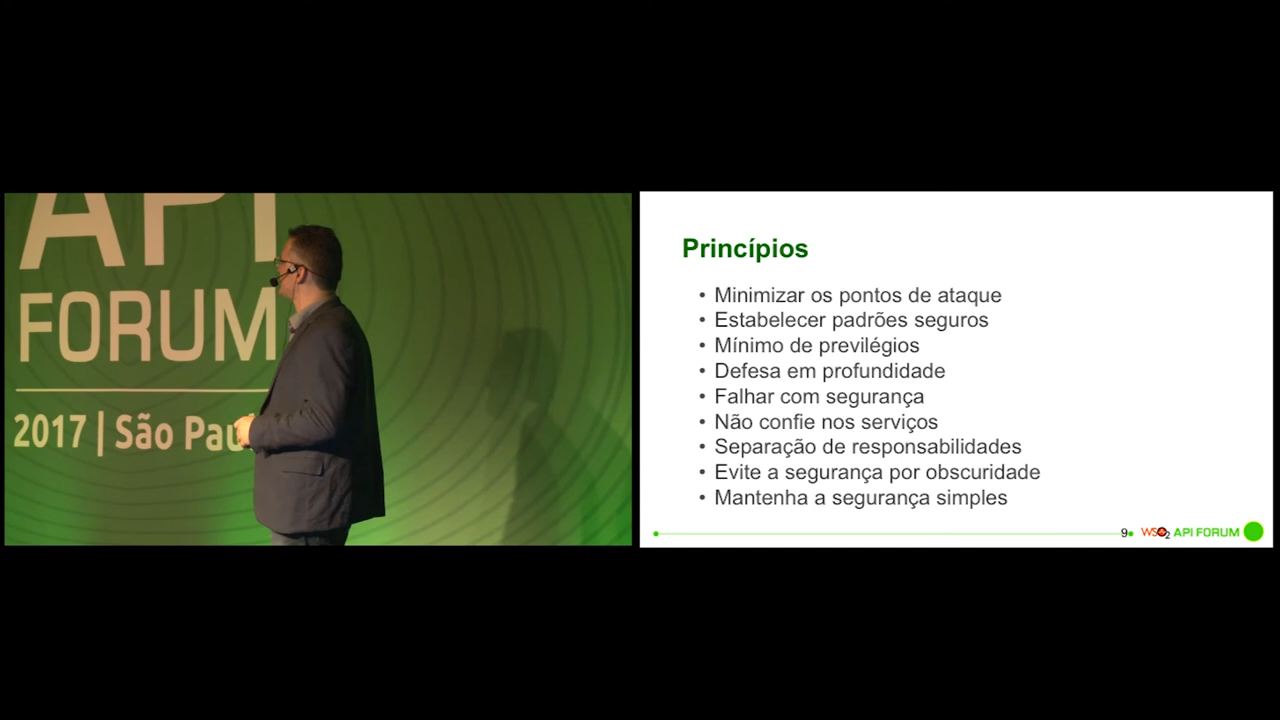 API
FORUM
2017 | São Pau
Princípios
• Minimizar os pontos de ataque
• Estabelecer padrões seguros
• Mínimo de previlégios
• Defesa em profundidade
• Falhar com segurança
• Não confie nos serviços
• Separação de responsabilidades
• Evite a segurança por obscuridade
• Mantenha a segurança simples
9
WSO2 API FORUM